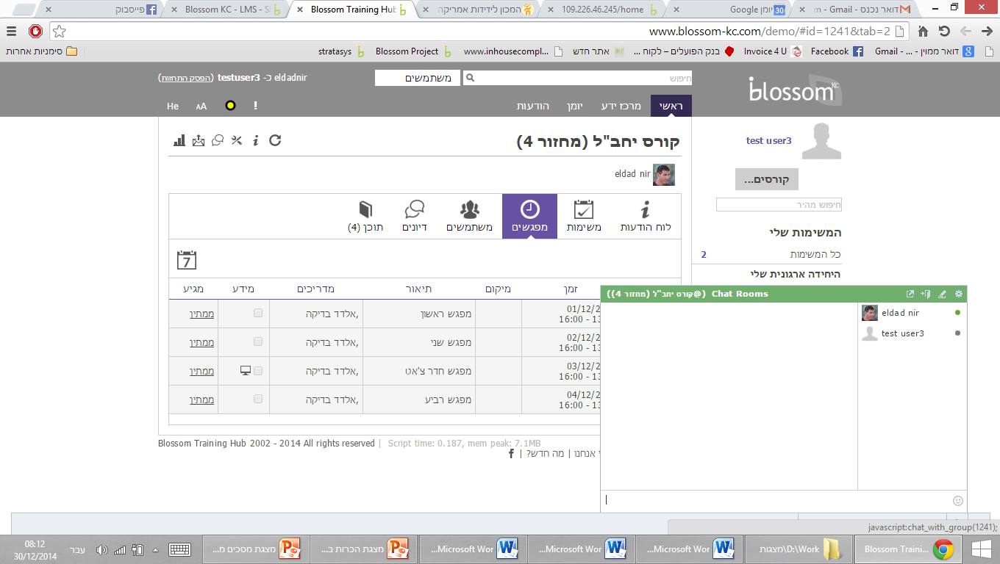 דואר נכנס - Gmail - m
יומן Google
109.226.46.245/home
המכון לידידות אמריקה
Blossom Training Hub
Blossom KC - LMS - S
פייסבוק
www.blossom-kc.com/demo/#id=1241&tab=2
דואר ממוין - ... - Gmail
Facebook
Invoice 4 U
בנק הפועלים – לקוח ...
אתר חדש
www.inhousecompl...
Blossom Project
stratasys
סימניות אחרות
blossom KC
חיפוש
משתמשים
eldadnir כ- testuser3 (הפסק התחזות)
ראשי
מרכז ידע
יומן
הודעות
!
AA
He
test user3
קורסים...
חיפוש מהיר
המשימות שלי
כל המשימות 2
היחידה ארגונית שלי
קורס יחב"ל (מחזור 4)
eldad nir
לוח הודעות
משימות
מפגשים
משתמשים
דיונים
תוכן (4)
7
זמן מיקום תיאור מדריכים מידע מגיע
01/12/2 מפגש ראשון ,אלדד בדיקה ממתין
16:00 - 13
02/12/2 מפגש שני ,אלדד בדיקה ממתין
16:00 - 13
03/12/2 מפגש חדר צ'אט ,אלדד בדיקה ממתין
16:00 - 13
04/12/2 מפגש רביע ,אלדד בדיקה ממתין
16:00 - 13
Chat Rooms (@קורס יחב"ל (מחזור 4))
eldad nir
test user3
Blossom Training Hub 2002 - 2014 All rights reserved | Script time: 0.187, mem peak: 7.1MB
י אנחנו | מה חדש? |
javascript:chat_with_group(1241);
Blossom Traini...
D:\Work\מצגות
Microsoft Wor...
Microsoft Wor...
Microsoft Wor...
מצגת הכרות ב...
מצגת מסכים מ...
עבר
08:12
30/12/2014